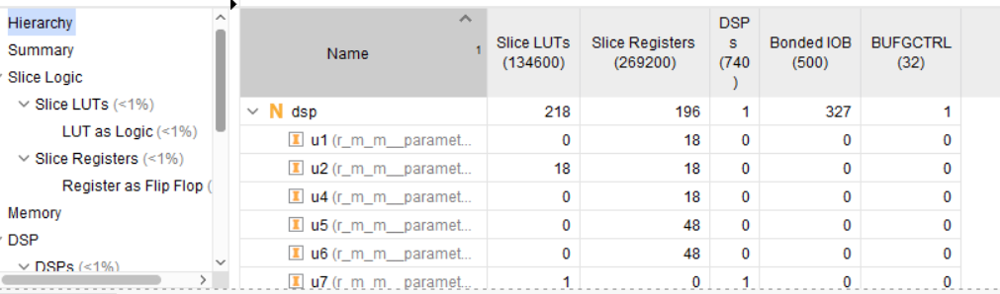 Hierarchy
Summary
Slice Logic
Slice LUTs (<1%)
LUT as Logic (<1%)
Slice Registers (<1%)
Register as Flip Flop (
Memory
DSP
DSPs (<1%)
Name 1 Slice LUTs (134600) Slice Registers (269200) DSPs (740) Bonded IOB (500) BUFGCTRL (32)
N dsp 218 196 1 327 1
I u1 (r_m_m__paramet... 0 18 0 0 0
I u2 (r_m_m__paramet... 18 18 0 0 0
I u4 (r_m_m__paramet... 0 18 0 0 0
I u5 (r_m_m__paramet... 0 48 0 0 0
I u6 (r_m_m__paramet... 0 48 0 0 0
I u7 (r_m_m__paramet... 1 0 1 0 0